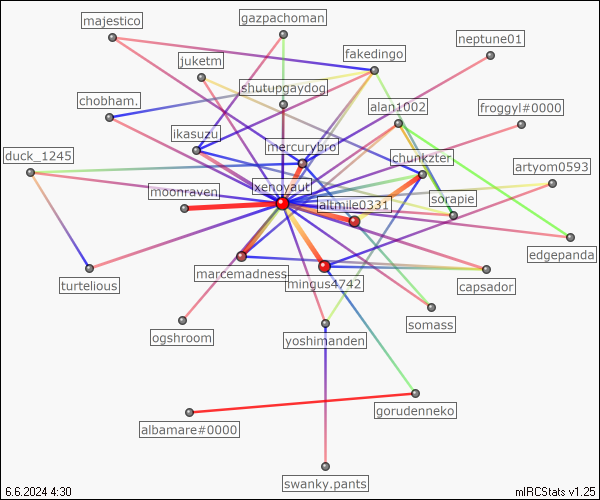 gazpachoman
majestico
neptune01
fakedingo
juketm
shutupgaydog
chobham.
alan1002
froggyl#0000
ikasuzu
mercurybro
duck_1245
chunkzter
artyom0593
xenoyaut
moonraven
sorapie
altmile0331
edgepanda
marcemadness
mingus4742
turtelious
capsador
somass
ogshroom
yoshimanden
gorudenneko
albamare#0000
swanky.pants
6.6.2024 4:30
mIRCStats v1.25